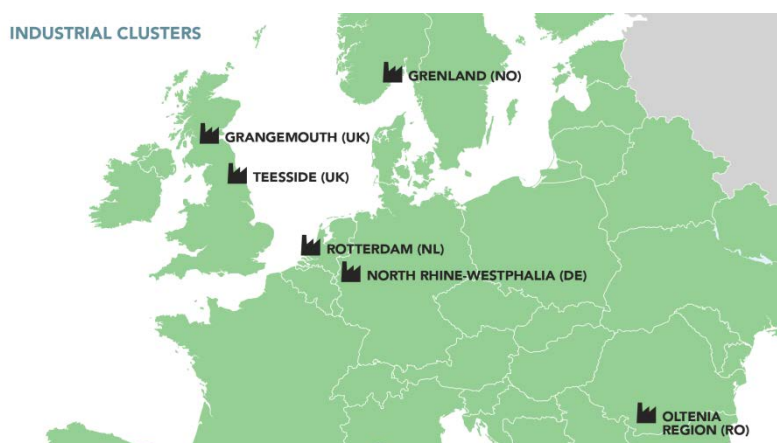 INDUSTRIAL CLUSTERS
GRENLAND (NO)
GRANGEMOUTH (UK)
TEESSIDE (UK)
ROTTERDAM (NL)
NORTH RHINE-WESTPHALIA (DE)
OLTENIA
REGION (RO)